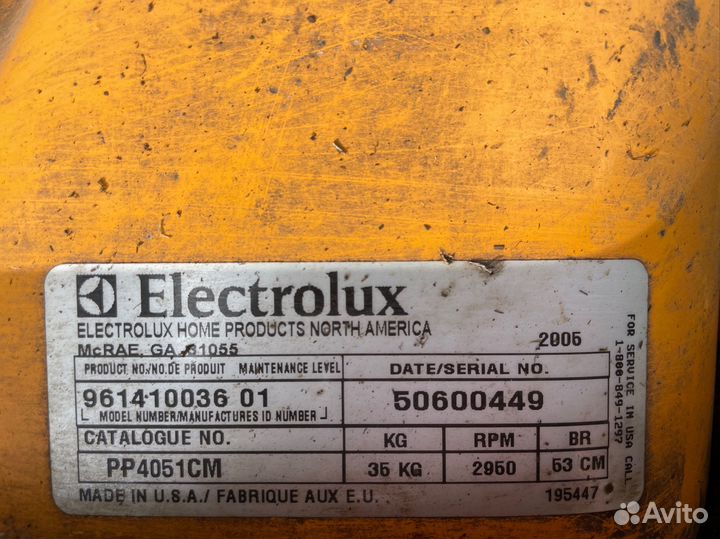 Electrolux
ELECTROLUX HOME PRODUCTS NORTH AMERICA
McRAE, GA 31055 2005
PRODUCT NO./NO.DE PRODUIT MAINTENANCE LEVEL DATE/SERIAL NO.
961410036 01 50600449
MODEL NUMBER/MANUFACTURES ID NUMBER
CATALOGUE NO. KG RPM BR
PP4051CM 35 KG 2950 53 CM
MADE IN U.S.A./ FABRIQUE AUX E.U. 195447
FOR SERVICE IN USA CALL
1-800-849-1297
Avito